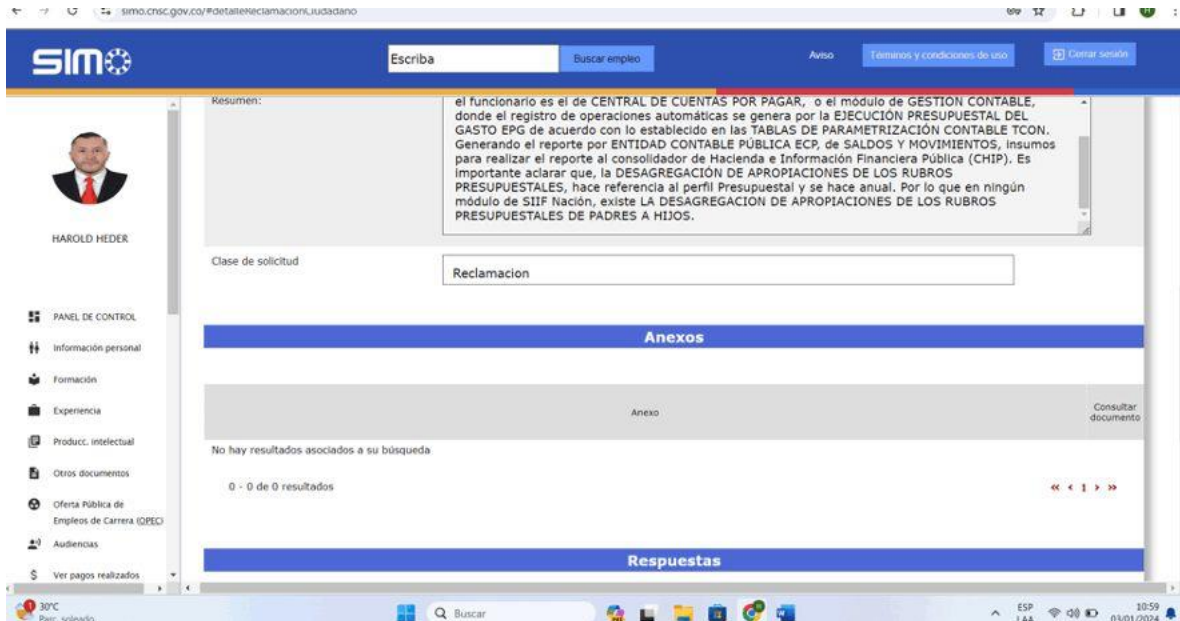 simo.cnsc.gov.co/#detalleReclamacionCiudadano
SIMO
Escriba
Buscar empleo
Aviso
Términos y condiciones de uso
Cerrar sesión
Resumen:
el funcionario es el de CENTRAL DE CUENTAS POR PAGAR, o el módulo de GESTION CONTABLE,
donde el registro de operaciones automáticas se genera por la EJECUCIÓN PRESUPUESTAL DEL
GASTO EPG de acuerdo con lo establecido en las TABLAS DE PARAMETRIZACIÓN CONTABLE TCON.
Generando el reporte por ENTIDAD CONTABLE PÚBLICA ECP, de SALDOS Y MOVIMIENTOS, insumos
para realizar el reporte al consolidador de Hacienda e Información Financiera Pública (CHIP). Es
importante aclarar que, la DESAGREGACIÓN DE APROPIACIONES DE LOS RUBROS
PRESUPUESTALES, hace referencia al perfil Presupuestal y se hace anual. Por lo que en ningún
módulo de SIIF Nación, existe LA DESAGREGACION DE APROPIACIONES DE LOS RUBROS
PRESUPUESTALES DE PADRES A HIJOS.
HAROLD HEDER
Clase de solicitud
Reclamacion
PANEL DE CONTROL
Información personal
Formación
Experiencia
Producc. intelectual
Otros documentos
Oferta Pública de
Empleos de Carrera (OPEC)
Audiencias
Ver pagos realizados
Anexos
Anexo
Consultar
documento
No hay resultados asociados a su búsqueda
0 - 0 de 0 resultados
« ‹ 1 › »
Respuestas
1
30°C
Parc. soleado
Buscar
ESP
LAA
10:59
03/01/2024